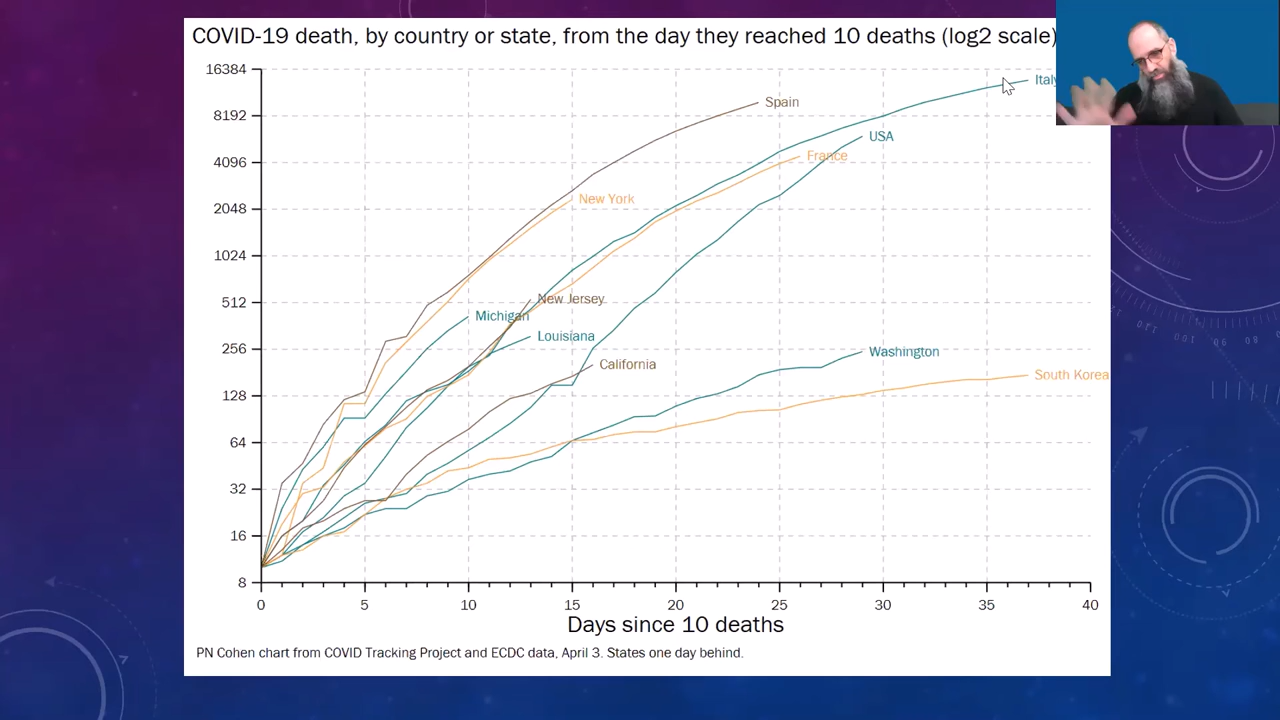 COVID-19 death, by country or state, from the day they reached 10 deaths (log2 scale)
16384
8192
4096
2048
1024
512
256
128
64
32
16
8
Italy
Spain
USA
France
New York
New Jersey
Michigan
Louisiana
California
Washington
South Korea
0 5 10 15 20 25 30 35 40
Days since 10 deaths
PN Cohen chart from COVID Tracking Project and ECDC data, April 3. States one day behind.